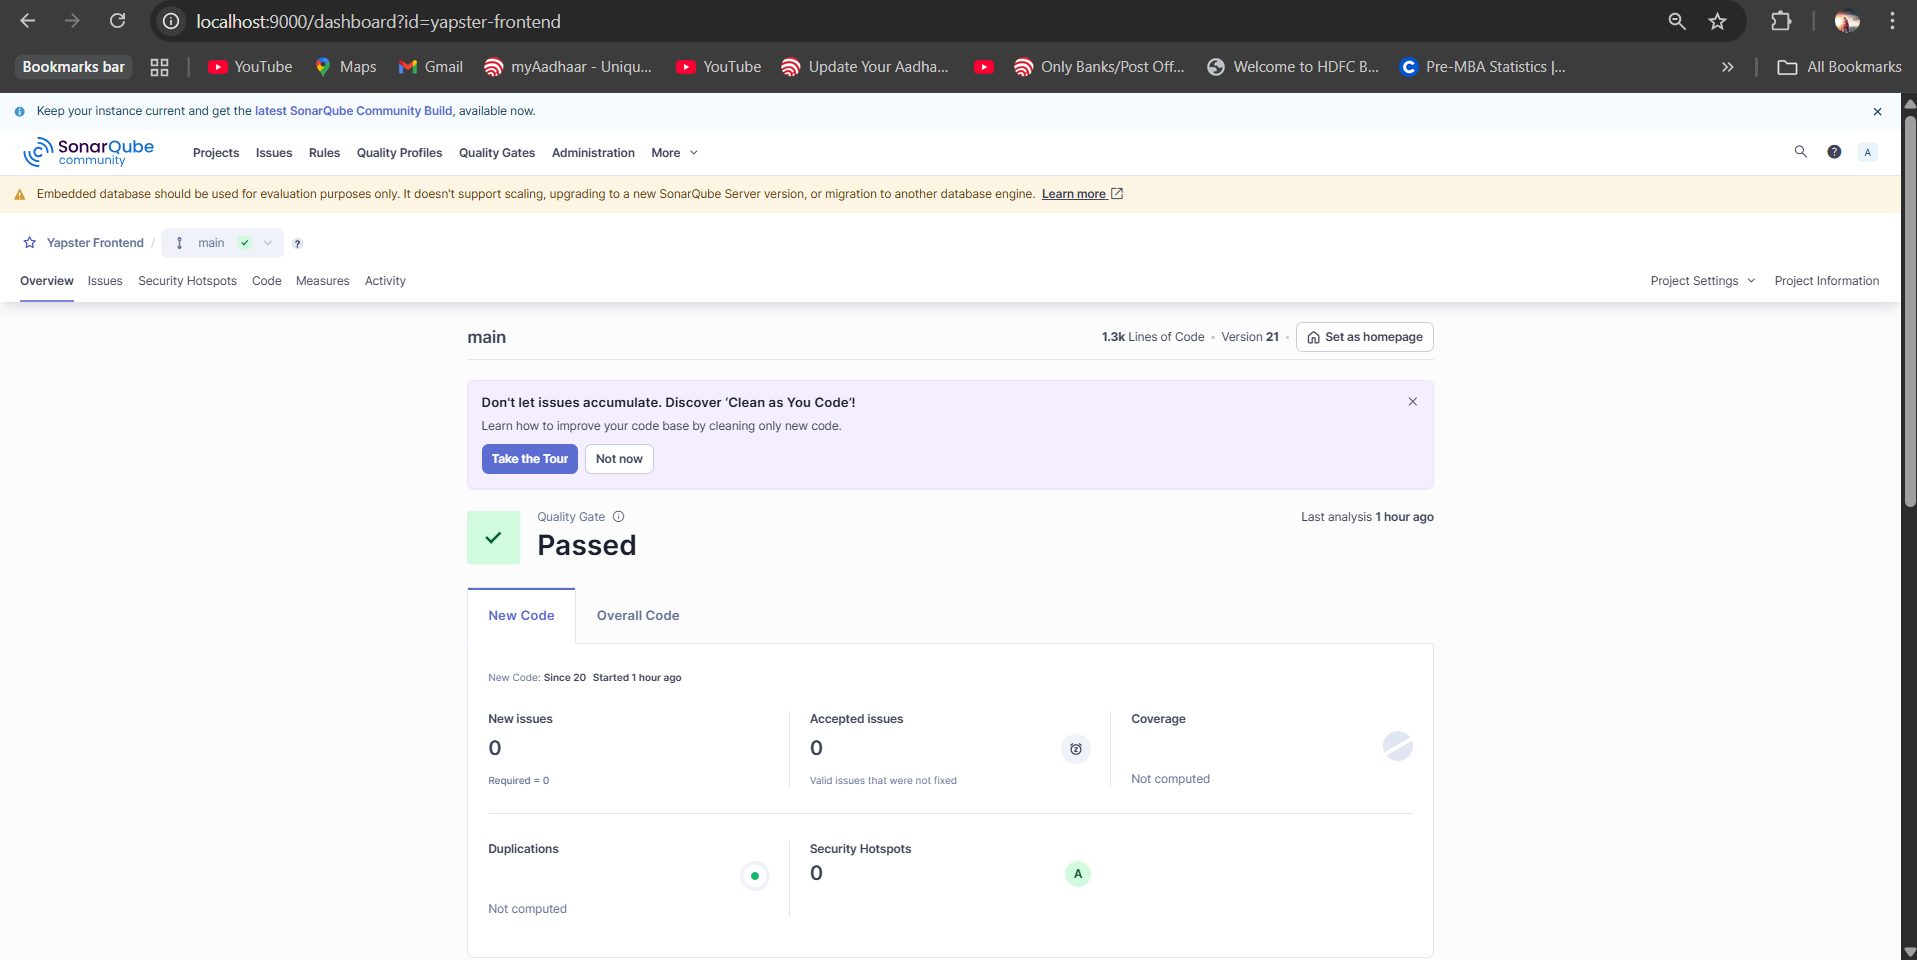 localhost:9000/dashboard?id=yapster-frontend
Bookmarks bar YouTube Maps Gmail myAadhaar - Uniqu... YouTube Update Your Aadha... Only Banks/Post Off... Welcome to HDFC B... Pre-MBA Statistics |... » All Bookmarks
Keep your instance current and get the latest SonarQube Community Build, available now.
SonarQube community Projects Issues Rules Quality Profiles Quality Gates Administration More A
Embedded database should be used for evaluation purposes only. It doesn't support scaling, upgrading to a new SonarQube Server version, or migration to another database engine. Learn more
Yapster Frontend / main ?
Overview Issues Security Hotspots Code Measures Activity Project Settings Project Information
main 1.3k Lines of Code • Version 21 • Set as homepage
Don't let issues accumulate. Discover ‘Clean as You Code’!
Learn how to improve your code base by cleaning only new code.
Take the Tour Not now
Quality Gate Last analysis 1 hour ago
Passed
New Code Overall Code
New Code: Since 20 Started 1 hour ago
New issues Accepted issues Coverage
0 0
Required = 0 Valid issues that were not fixed Not computed
Duplications Security Hotspots
0 A
Not computed